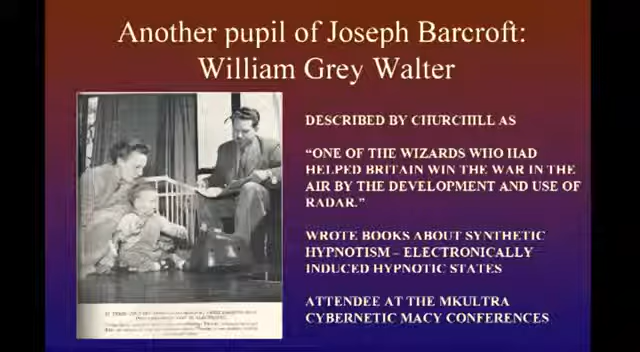 Another pupil of Joseph Barcroft:
William Grey Walter
DESCRIBED BY CHURCHILL AS
“ONE OF THE WIZARDS WHO HAD
HELPED BRITAIN WIN THE WAR IN THE
AIR BY THE DEVELOPMENT AND USE OF
RADAR.”
WROTE BOOKS ABOUT SYNTHETIC
HYPNOTISM – ELECTRONICALLY
INDUCED HYPNOTIC STATES
ATTENDEE AT THE MKULTRA
CYBERNETIC MACY CONFERENCES